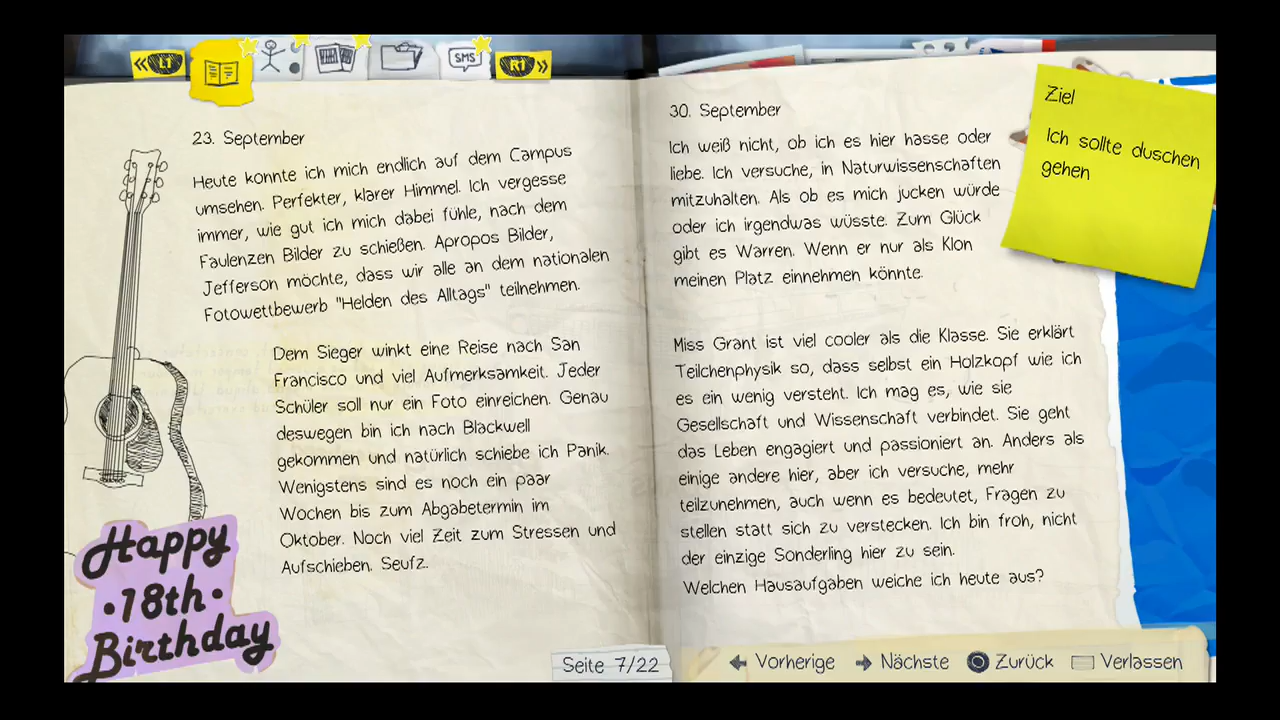 L1
SMS
R1
23. September
Heute konnte ich mich endlich auf dem Campus
umsehen. Perfekter, klarer Himmel. Ich vergesse
immer, wie gut ich mich dabei fühle, nach dem
Faulenzen Bilder zu schießen. Apropos Bilder,
Jefferson möchte, dass wir alle an dem nationalen
Fotowettbewerb "Helden des Alltags" teilnehmen.
Dem Sieger winkt eine Reise nach San
Francisco und viel Aufmerksamkeit. Jeder
Schüler soll nur ein Foto einreichen. Genau
deswegen bin ich nach Blackwell
gekommen und natürlich schiebe ich Panik.
Wenigstens sind es noch ein paar
Wochen bis zum Abgabetermin im
Oktober. Noch viel Zeit zum Stressen und
Aufschieben. Seufz.
Happy
•18th•
Birthday
30. September
Ich weiß nicht, ob ich es hier hasse oder
liebe. Ich versuche, in Naturwissenschaften
mitzuhalten. Als ob es mich jucken würde
oder ich irgendwas wüsste. Zum Glück
gibt es Warren. Wenn er nur als Klon
meinen Platz einnehmen könnte.
Miss Grant ist viel cooler als die Klasse. Sie erklärt
Teilchenphysik so, dass selbst ein Holzkopf wie ich
es ein wenig versteht. Ich mag es, wie sie
Gesellschaft und Wissenschaft verbindet. Sie geht
das Leben engagiert und passioniert an. Anders als
einige andere hier, aber ich versuche, mehr
teilzunehmen, auch wenn es bedeutet, Fragen zu
stellen statt sich zu verstecken. Ich bin froh, nicht
der einzige Sonderling hier zu sein.
Welchen Hausaufgaben weiche ich heute aus?
Ziel
Ich sollte duschen
gehen
Seite 7/22
Vorherige Nächste Zurück Verlassen